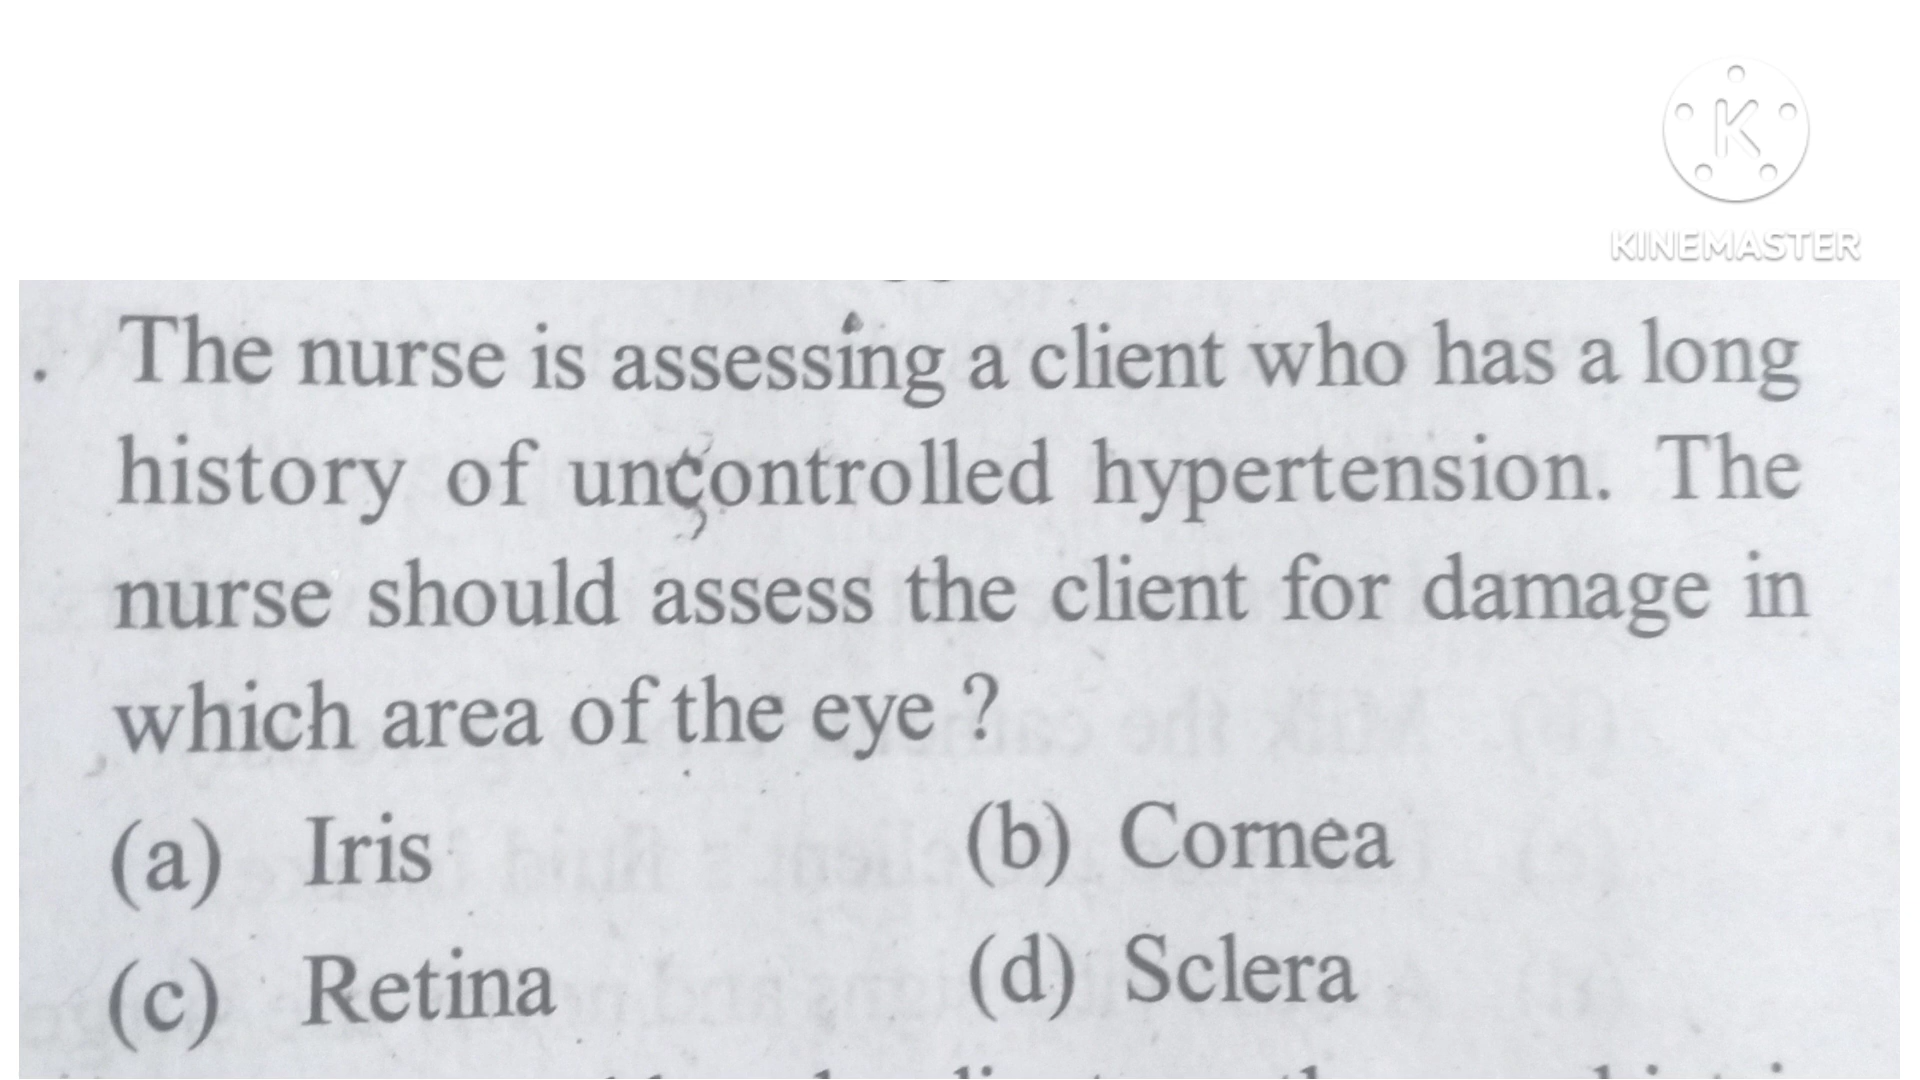 K
KINEMASTER
. The nurse is assessing a client who has a long
history of uncontrolled hypertension. The
nurse should assess the client for damage in
which area of the eye ?
(a) Iris (b) Cornea
(c) Retina (d) Sclera